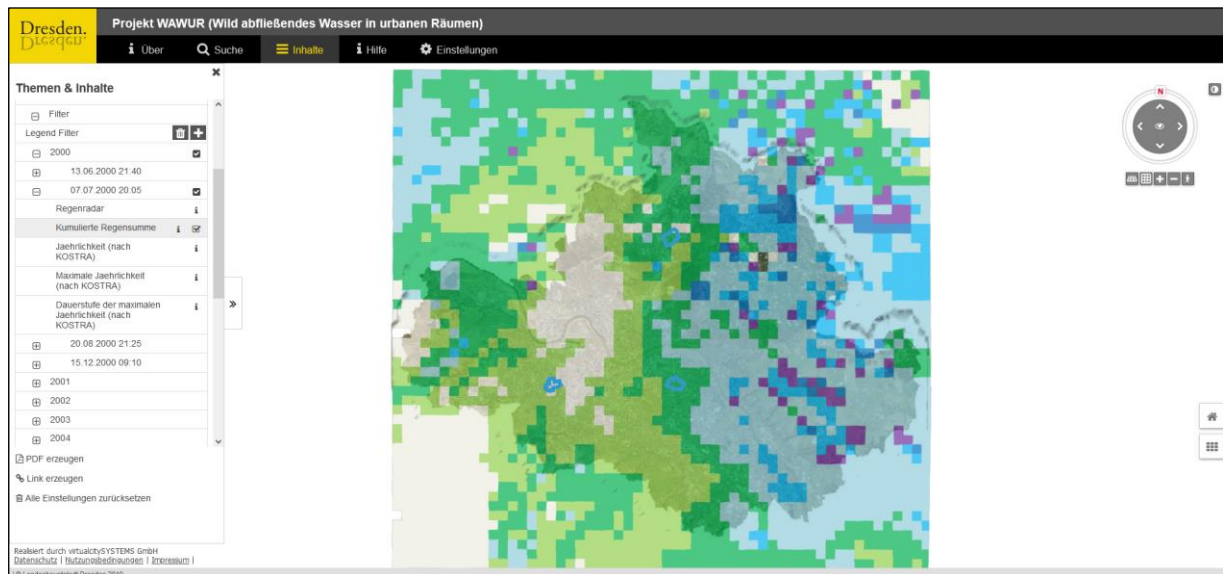 Dresden.
Dresden.
Projekt WAWUR (Wild abfließendes Wasser in urbanen Räumen)
Über
Suche
Inhalte
Hilfe
Einstellungen
Themen & Inhalte
Filter
Legend Filter
2000
13.06.2000 21:40
07.07.2000 20:05
Regenradar
Kumulierte Regensumme
Jaehrlichkeit (nach
KOSTRA)
Maximale Jaehrlichkeit
(nach KOSTRA)
Dauerstufe der maximalen
Jaehrlichkeit (nach
KOSTRA)
20.08.2000 21:25
15.12.2000 09:10
2001
2002
2003
2004
PDF erzeugen
Link erzeugen
Alle Einstellungen zurücksetzen
Realisiert durch virtualcitySYSTEMS GmbH
Datenschutz | Nutzungsbedingungen | Impressum |
N